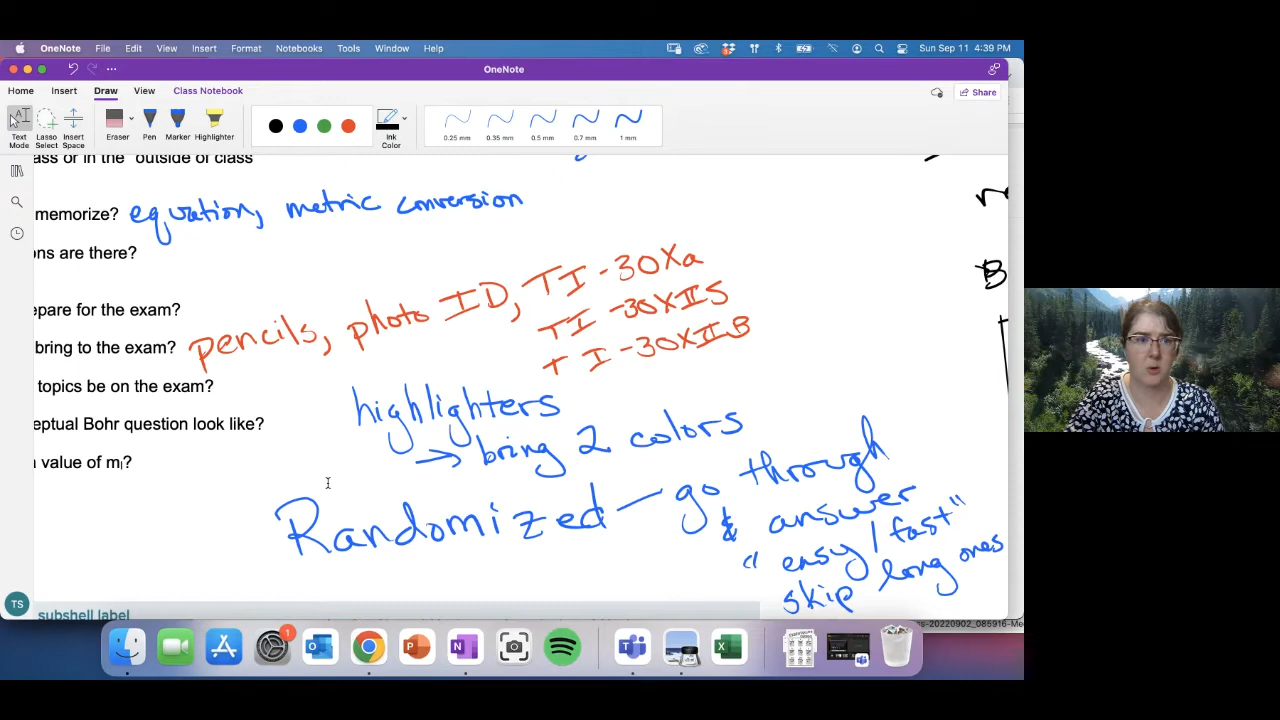 OneNote File Edit View Insert Format Notebooks Tools Window Help Sun Sep 11 4:39 PM
OneNote
Home Insert Draw View Class Notebook Share
Text Mode Lasso Select Insert Space Eraser Pen Marker Highlighter Ink Color 0.25 mm 0.35 mm 0.5 mm 0.7 mm 1 mm
ass or in the "outside of class
memorize? equation, metric conversion
ons are there?
epare for the exam?
bring to the exam? pencils, photo ID, TI-30Xa
TI-30XIIS
TI-30XIIB
topics be on the exam?
highlighters
eptual Bohr question look like?
→ bring 2 colors
value of ml?
Randomized — go through
& answer
"easy/fast"
skip long ones
B
TS
subshell label
1